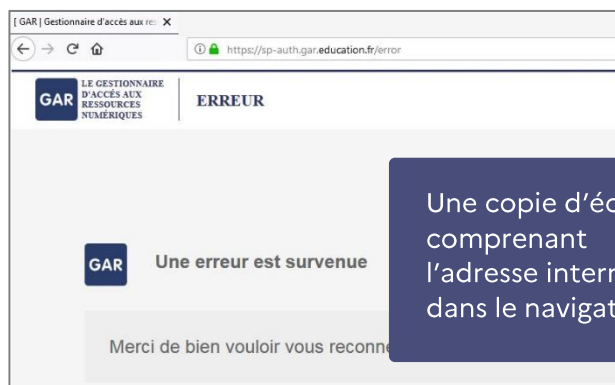 [ GAR | Gestionnaire d'accès aux res
https://sp-auth.gar.education.fr/error
GAR
LE GESTIONNAIRE
D'ACCÈS AUX
RESSOURCES
NUMÉRIQUES
ERREUR
Une copie d'éc
comprenant
l'adresse intern
dans le navigat
GAR
Une erreur est survenue
Merci de bien vouloir vous reconne